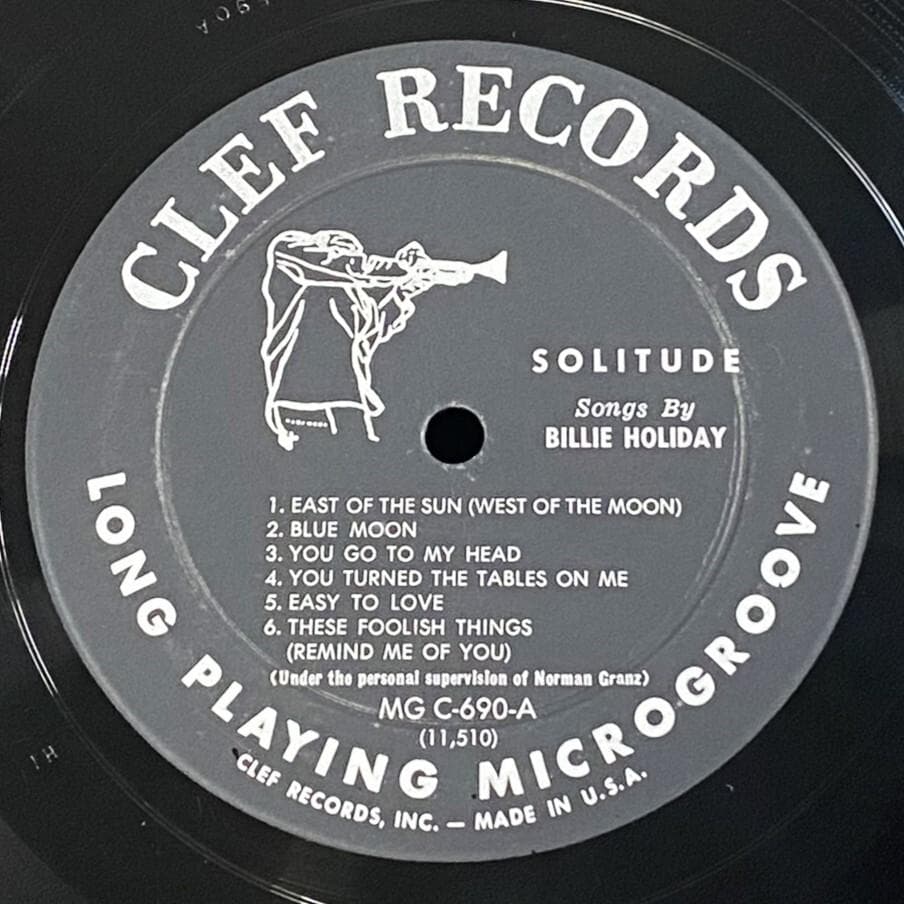 CLEF RECORDS
SOLITUDE
Songs By
BILLIE HOLIDAY
1. EAST OF THE SUN (WEST OF THE MOON)
2. BLUE MOON
3. YOU GO TO MY HEAD
4. YOU TURNED THE TABLES ON ME
5. EASY TO LOVE
6. THESE FOOLISH THINGS
(REMIND ME OF YOU)
(Under the personal supervision of Norman Granz)
MG C-690-A
(11,510)
LONG PLAYING MICROGROOVE
CLEF RECORDS, INC. — MADE IN U.S.A.